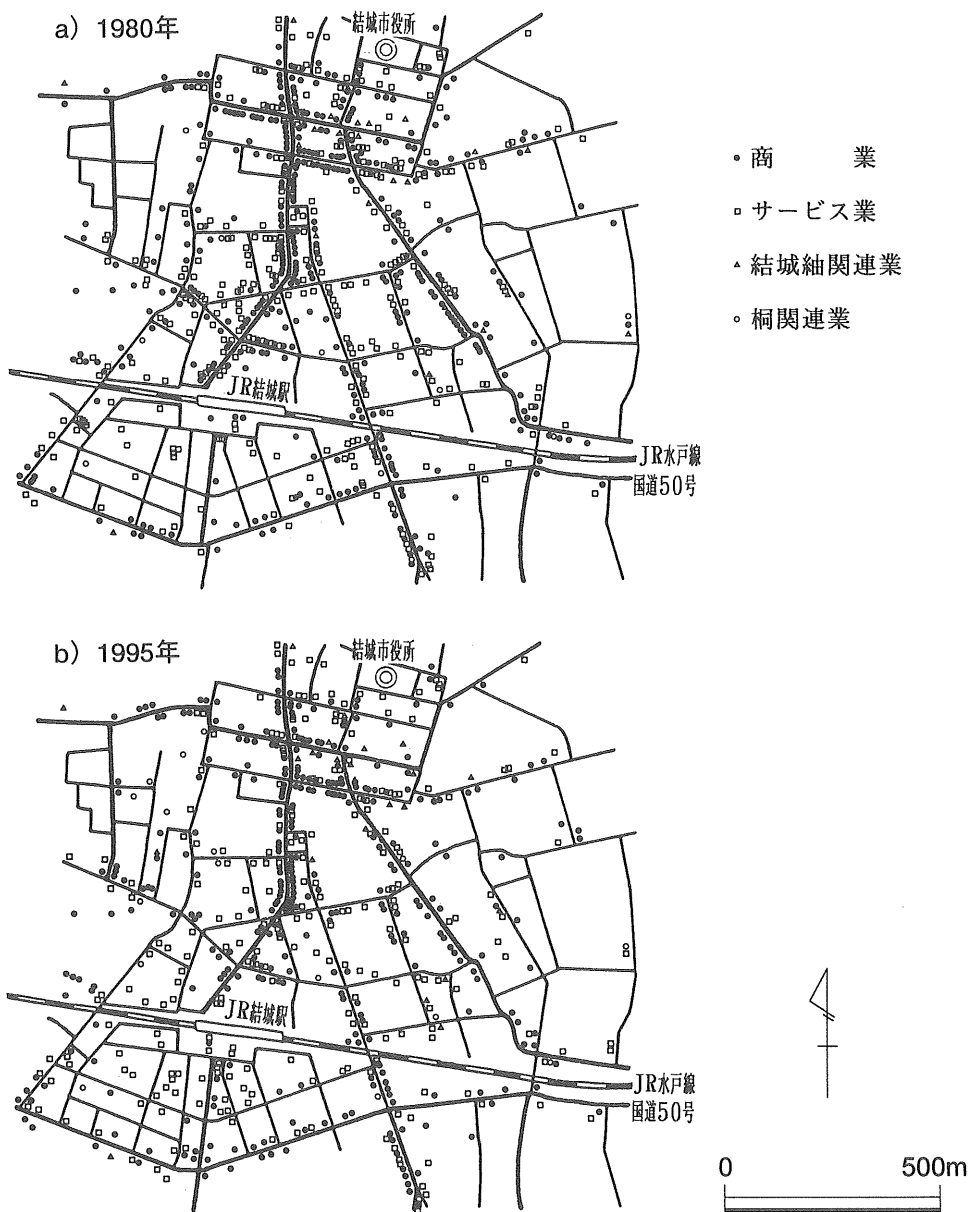 a) 1980年
結城市役所
• 商 業
▫ サービス業
▵ 結城紬関連業
◦ 桐関連業
JR結城駅
JR水戸線
国道50号
b) 1995年
結城市役所
JR結城駅
JR水戸線
国道50号
0 500m